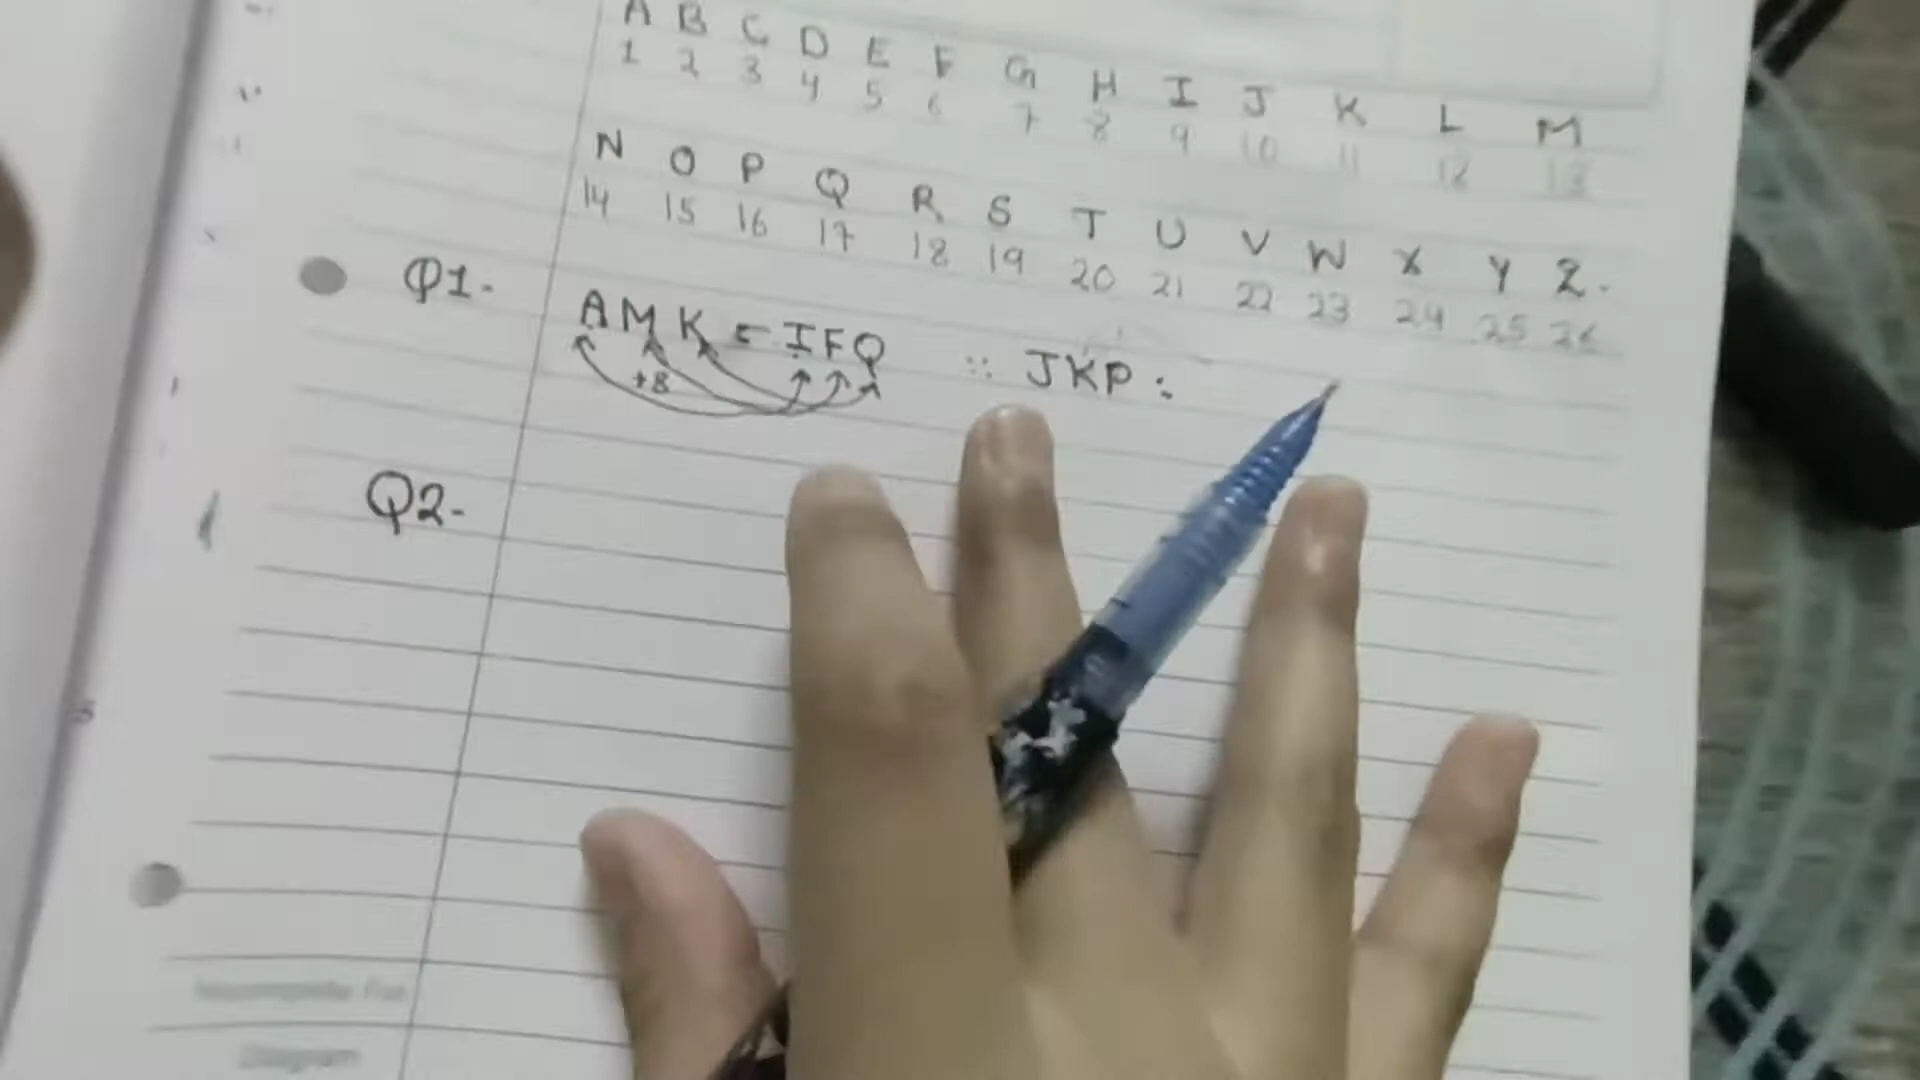 A B C D E F G H I J K L M
1 2 3 4 5 6 7 8 9 10 11 12 13
N O P Q R S T U V W X Y Z.
14 15 16 17 18 19 20 21 22 23 24 25 26
Q1. AMK = IFQ :: JKP :
+8
Q2.
Diagram